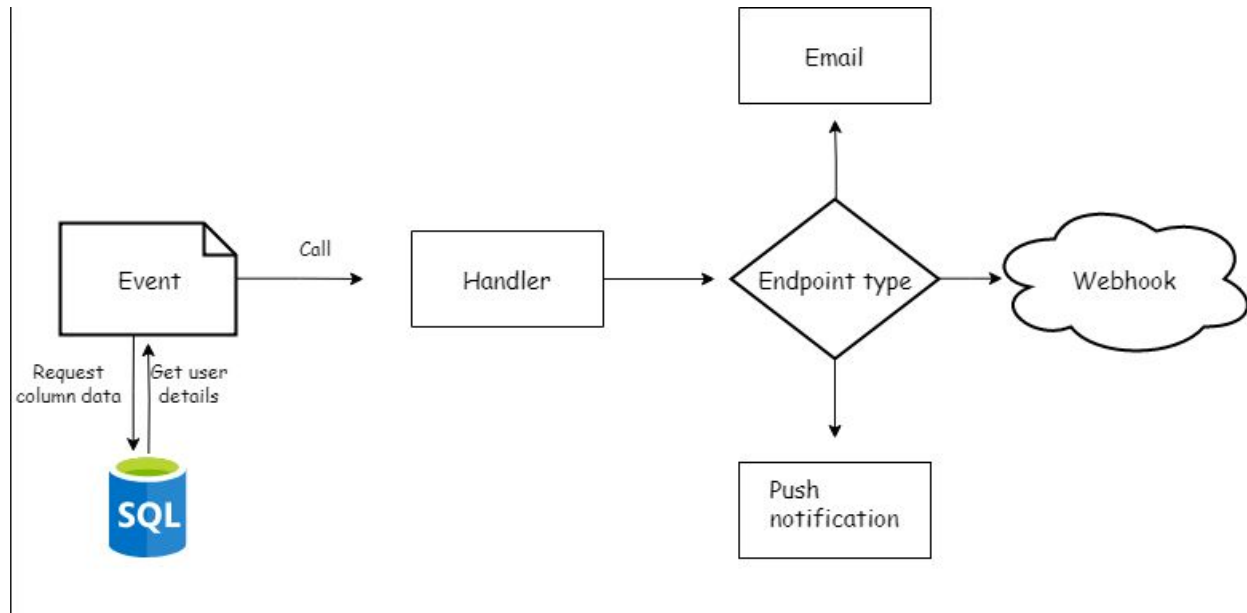 Email
Call
Event
Handler
Endpoint type
Webhook
Request
column data
Get user
details
SQL
Push
notification